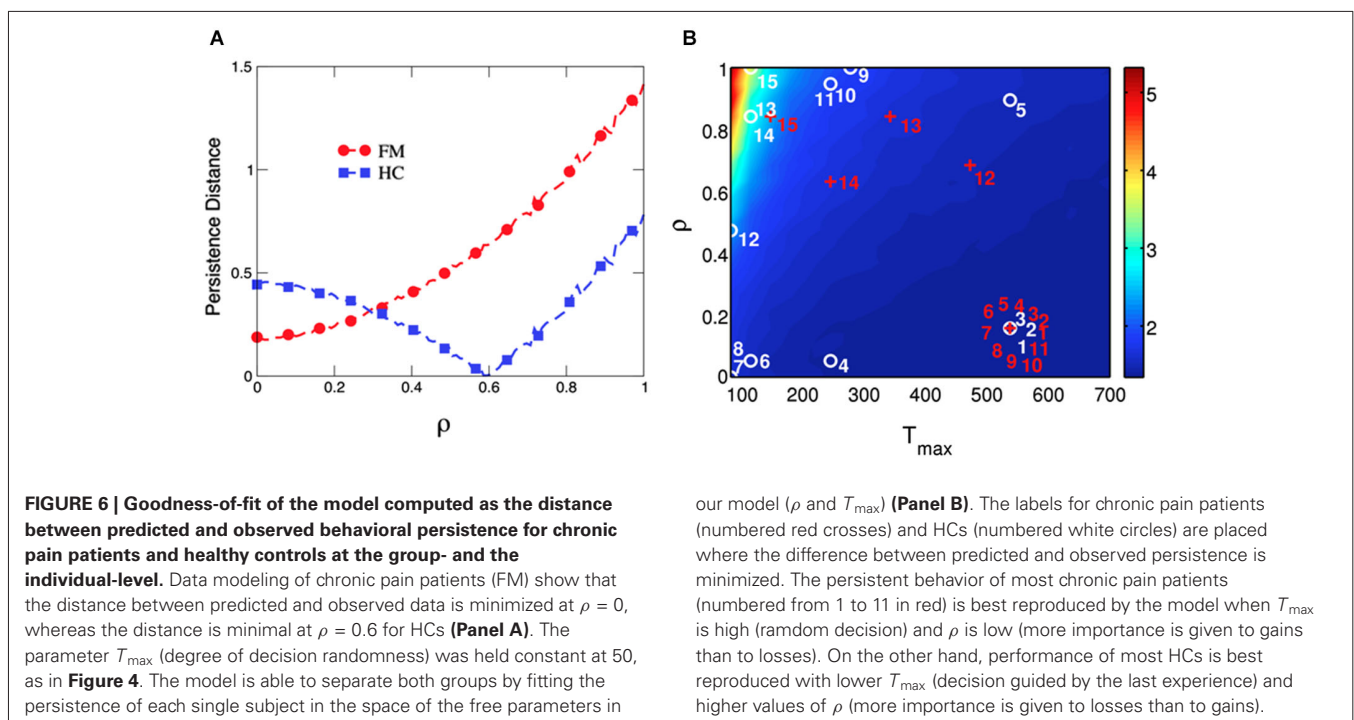 A
1.5
1
0.5
0
0
0.2
0.4
0.6
0.8
1
Persistence Distance
ρ
FM
HC
B
1
0.8
0.6
0.4
0.2
0
ρ
100 200 300 400 500 600 700
Tmax
5
4
3
2
15
13
14
15
11 10
9
5
13
14
12
12
6 5 4
3
3
2
7
2
1
8
1
11
9
10
8
7
6
4
FIGURE 6 | Goodness-of-fit of the model computed as the distance
between predicted and observed behavioral persistence for chronic
pain patients and healthy controls at the group- and the
individual-level. Data modeling of chronic pain patients (FM) show that
the distance between predicted and observed data is minimized at ρ = 0,
whereas the distance is minimal at ρ = 0.6 for HCs (Panel A). The
parameter Tmax (degree of decision randomness) was held constant at 50,
as in Figure 4. The model is able to separate both groups by fitting the
persistence of each single subject in the space of the free parameters in
our model (ρ and Tmax) (Panel B). The labels for chronic pain patients
(numbered red crosses) and HCs (numbered white circles) are placed
where the difference between predicted and observed persistence is
minimized. The persistent behavior of most chronic pain patients
(numbered from 1 to 11 in red) is best reproduced by the model when Tmax
is high (ramdom decision) and ρ is low (more importance is given to gains
than to losses). On the other hand, performance of most HCs is best
reproduced with lower Tmax (decision guided by the last experience) and
higher values of ρ (more importance is given to losses than to gains).